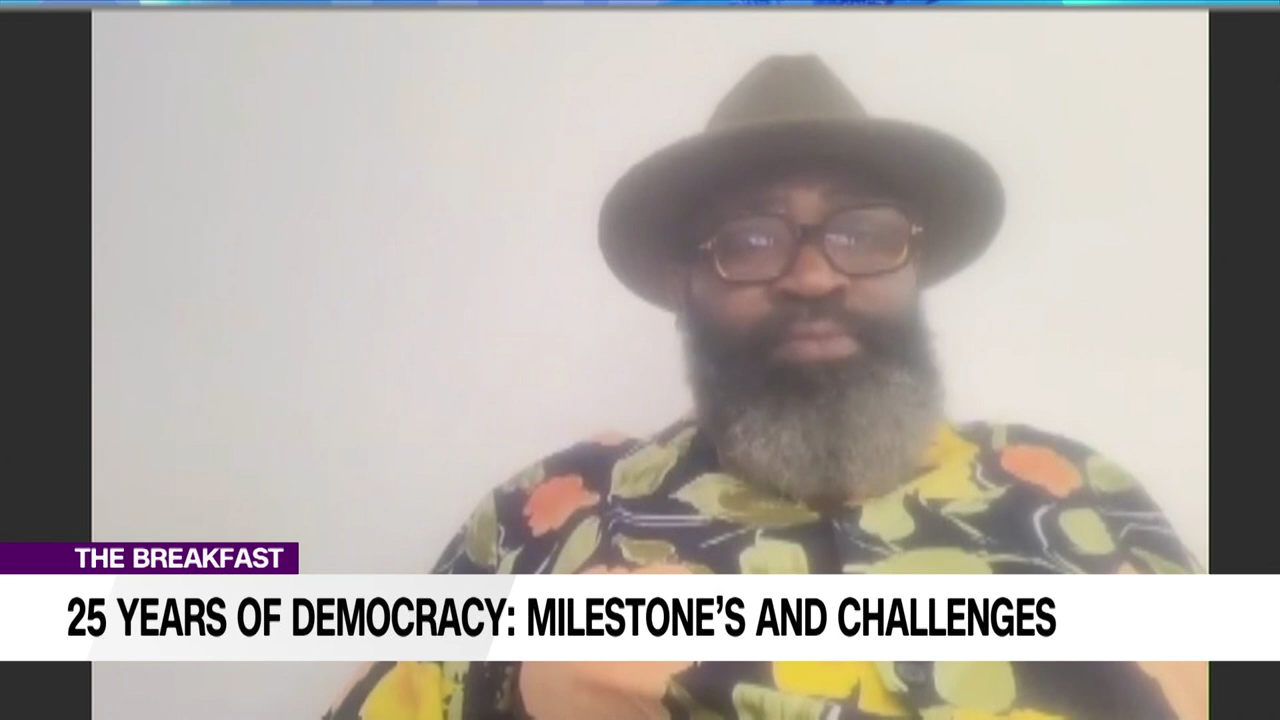 THE BREAKFAST
25 YEARS OF DEMOCRACY: MILESTONE'S AND CHALLENGES